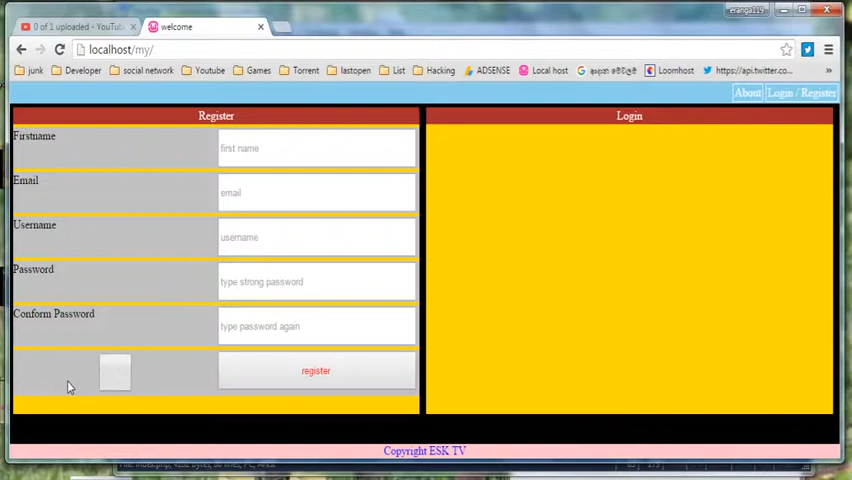 eranga119
0 of 1 uploaded - YouTube
welcome
localhost/my/
junk
Developer
social network
Youtube
Games
Torrent
lastopen
List
Hacking
ADSENSE
Local host
Loomhost
https://api.twitter.co...
»
About
Login / Register
Register
Login
Firstname
first name
Email
email
Username
username
Password
type strong password
Conform Password
type password again
register
Copyright ESK TV